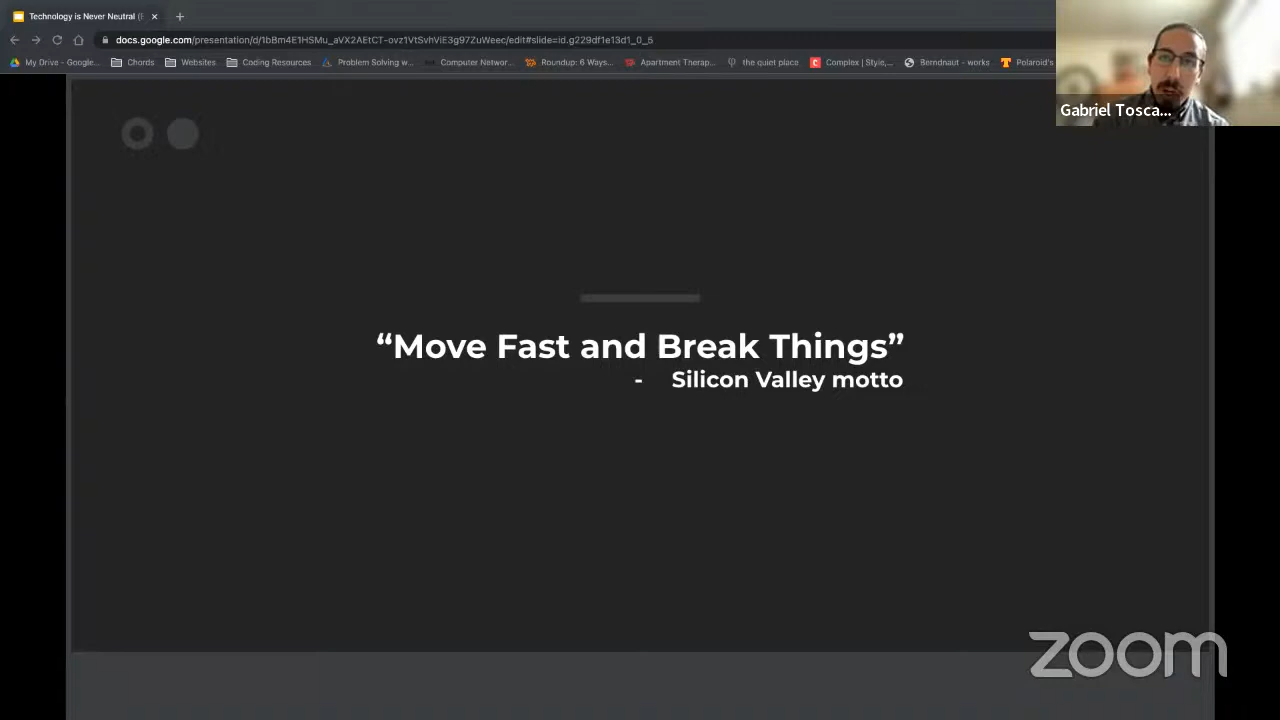 Technology is Never Neutral (
docs.google.com/presentation/d/1bBm4E1HSMu_aVX2AEtCT-ovz1VtSvhViE3g97ZuWeec/edit#slide=id.g229df1e13d1_0_5
My Drive - Google...
Chords
Websites
Coding Resources
Problem Solving w...
Computer Networ...
Roundup: 6 Ways...
Apartment Therap...
the quiet place
Complex | Style,...
Berndnaut - works
Polaroid's
Gabriel Tosca...
“Move Fast and Break Things”
- Silicon Valley motto
zoom